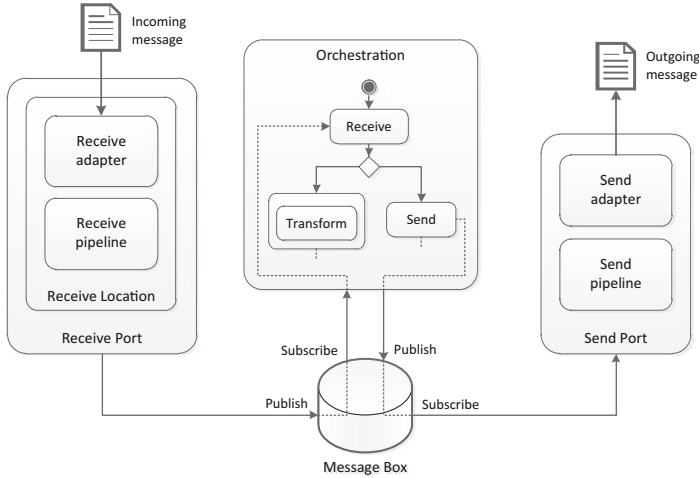 Incoming
message
Orchestration
Outgoing
message
Receive
Receive
adapter
Send
adapter
Receive
pipeline
Transform
Send
Send
pipeline
Receive Location
Receive Port
Send Port
Subscribe
Publish
Publish
Subscribe
Message Box